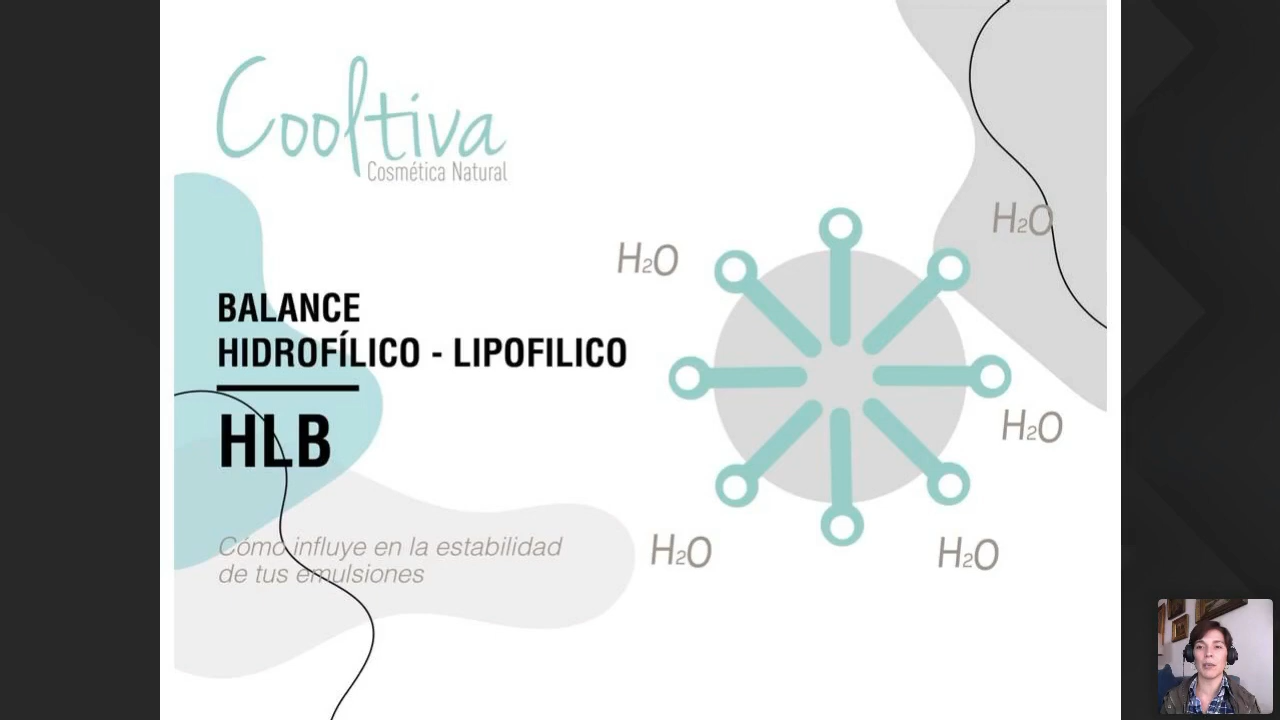 Cooltiva
Cosmética Natural
H₂O
H₂O
BALANCE
HIDROFÍLICO - LIPOFILICO
HLB
H₂O
Cómo influye en la estabilidad
de tus emulsiones
H₂O
H₂O